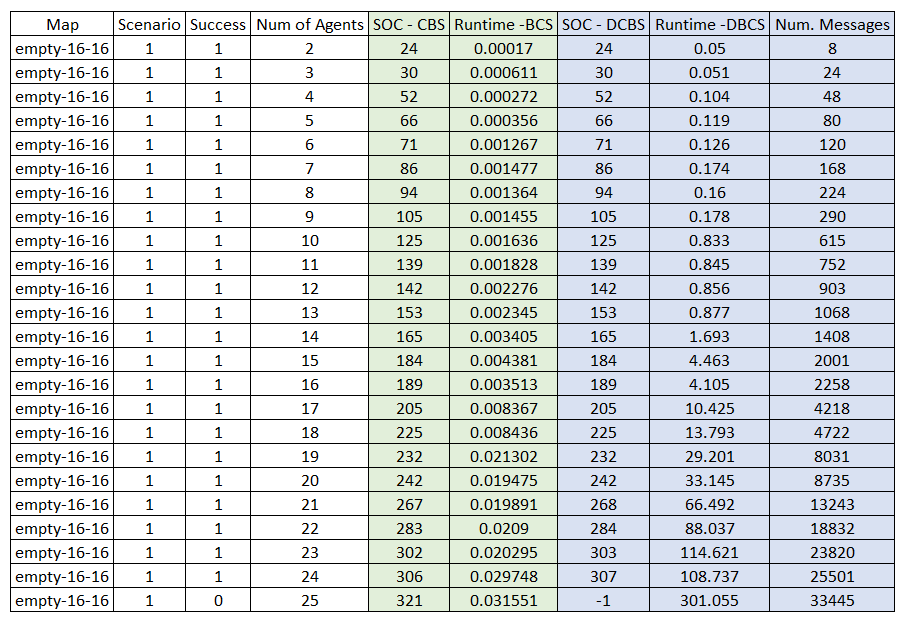 Map Scenario Success Num of Agents SOC - CBS Runtime -BCS SOC - DCBS Runtime -DBCS Num. Messages
empty-16-16 1 1 2 24 0.00017 24 0.05 8
empty-16-16 1 1 3 30 0.000611 30 0.051 24
empty-16-16 1 1 4 52 0.000272 52 0.104 48
empty-16-16 1 1 5 66 0.000356 66 0.119 80
empty-16-16 1 1 6 71 0.001267 71 0.126 120
empty-16-16 1 1 7 86 0.001477 86 0.174 168
empty-16-16 1 1 8 94 0.001364 94 0.16 224
empty-16-16 1 1 9 105 0.001455 105 0.178 290
empty-16-16 1 1 10 125 0.001636 125 0.833 615
empty-16-16 1 1 11 139 0.001828 139 0.845 752
empty-16-16 1 1 12 142 0.002276 142 0.856 903
empty-16-16 1 1 13 153 0.002345 153 0.877 1068
empty-16-16 1 1 14 165 0.003405 165 1.693 1408
empty-16-16 1 1 15 184 0.004381 184 4.463 2001
empty-16-16 1 1 16 189 0.003513 189 4.105 2258
empty-16-16 1 1 17 205 0.008367 205 10.425 4218
empty-16-16 1 1 18 225 0.008436 225 13.793 4722
empty-16-16 1 1 19 232 0.021302 232 29.201 8031
empty-16-16 1 1 20 242 0.019475 242 33.145 8735
empty-16-16 1 1 21 267 0.019891 268 66.492 13243
empty-16-16 1 1 22 283 0.0209 284 88.037 18832
empty-16-16 1 1 23 302 0.020295 303 114.621 23820
empty-16-16 1 1 24 306 0.029748 307 108.737 25501
empty-16-16 1 0 25 321 0.031551 -1 301.055 33445